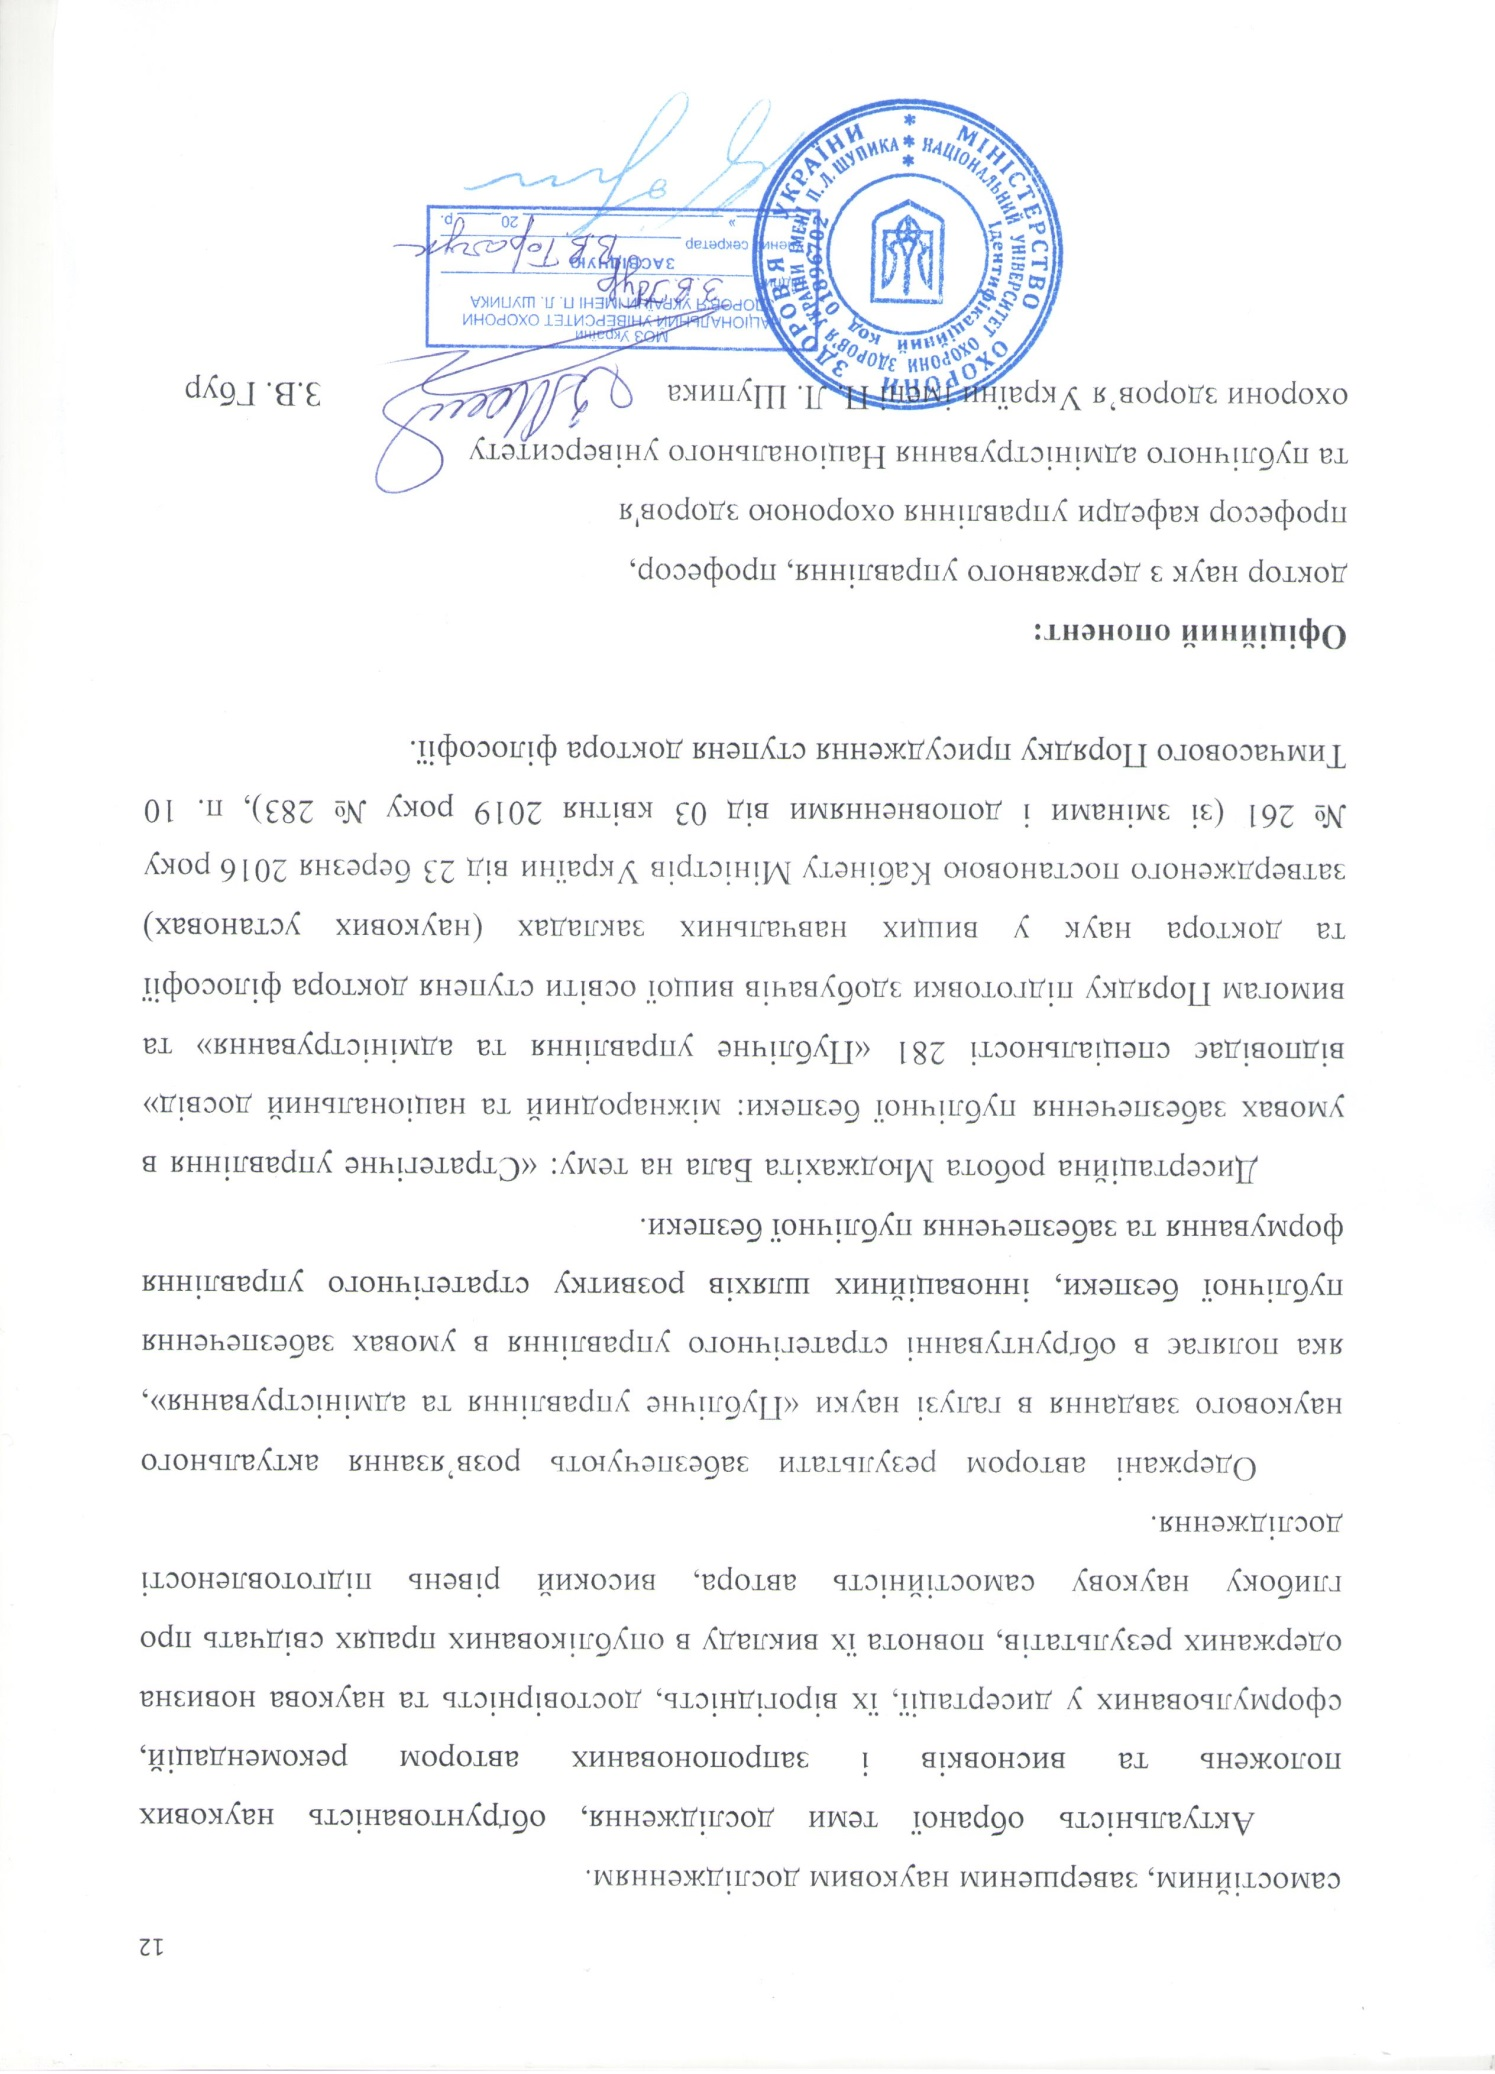 12
самостійним, завершеним науковим дослідженням.
Актуальність обраної теми дослідження, обґрунтованість наукових
положень та висновків і запропонованих автором рекомендацій,
сформульованих у дисертації, їх вірогідність, достовірність та наукова новизна
одержаних результатів, повнота їх викладу в опублікованих працях свідчать про
глибоку наукову самостійність автора, високий рівень підготовленості
дослідження.
Одержані автором результати забезпечують розв’язання актуального
наукового завдання в галузі науки «Публічне управління та адміністрування»,
яка полягає в обґрунтуванні стратегічного управління в умовах забезпечення
публічної безпеки, інноваційних шляхів розвитку стратегічного управління
формування та забезпечення публічної безпеки.
Дисертаційна робота Мюджахіта Бала на тему: «Стратегічне управління в
умовах забезпечення публічної безпеки: міжнародний та національний досвід»
відповідає спеціальності 281 «Публічне управління та адміністрування» та
вимогам Порядку підготовки здобувачів вищої освіти ступеня доктора філософії
та доктора наук у вищих навчальних закладах (наукових установах)
затвердженого постановою Кабінету Міністрів України від 23 березня 2016 року
№ 261 (зі змінами і доповненнями від 03 квітня 2019 року № 283), п. 10
Тимчасового Порядку присудження ступеня доктора філософії.
Офіційний опонент:
доктор наук з державного управління, професор,
професор кафедри управління охороною здоров'я
та публічного адміністрування Національного університету
охорони здоров’я України імені П. Л. Шупика З.В. Гбур
МОЗ України
НАЦІОНАЛЬНИЙ УНІВЕРСИТЕТ ОХОРОНИ
ЗДОРОВ'Я УКРАЇНИ ІМЕНІ П. Л. ШУПИКА
З.В. Гбур
ЗАСВІДЧУЮ
секретар
» 20 р.
МІНІСТЕРСТВО ОХОРОНИ ЗДОРОВ'Я УКРАЇНИ
НАЦІОНАЛЬНИЙ УНІВЕРСИТЕТ ОХОРОНИ ЗДОРОВ'Я УКРАЇНИ ІМЕНІ П. Л. ШУПИКА
Ідентифікаційний код 01896702